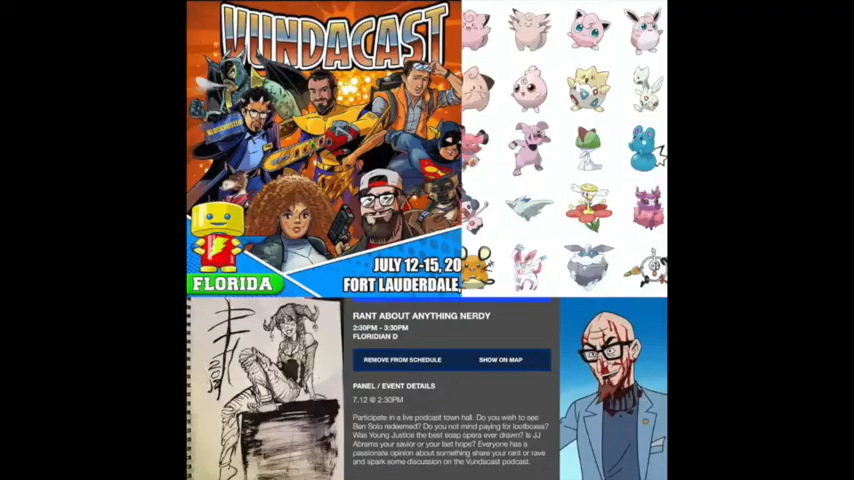 VUNDACAST
BLOCKBUSTER
FLORIDA
JULY 12-15, 20
FORT LAUDERDALE,
RANT ABOUT ANYTHING NERDY
2:30PM - 3:30PM
FLORIDIAN D
REMOVE FROM SCHEDULE
SHOW ON MAP
PANEL / EVENT DETAILS
7.12 @ 2:30PM
Participate in a live podcast town hall. Do you wish to see
Ben Solo redeemed? Do you not mind paying for lootboxes?
Was Young Justice the best soap opera ever drawn? Is JJ
Abrams your savior or your last hope? Everyone has a
passionate opinion about something share your rant or rave
and spark some discussion on the Vundacast podcast.